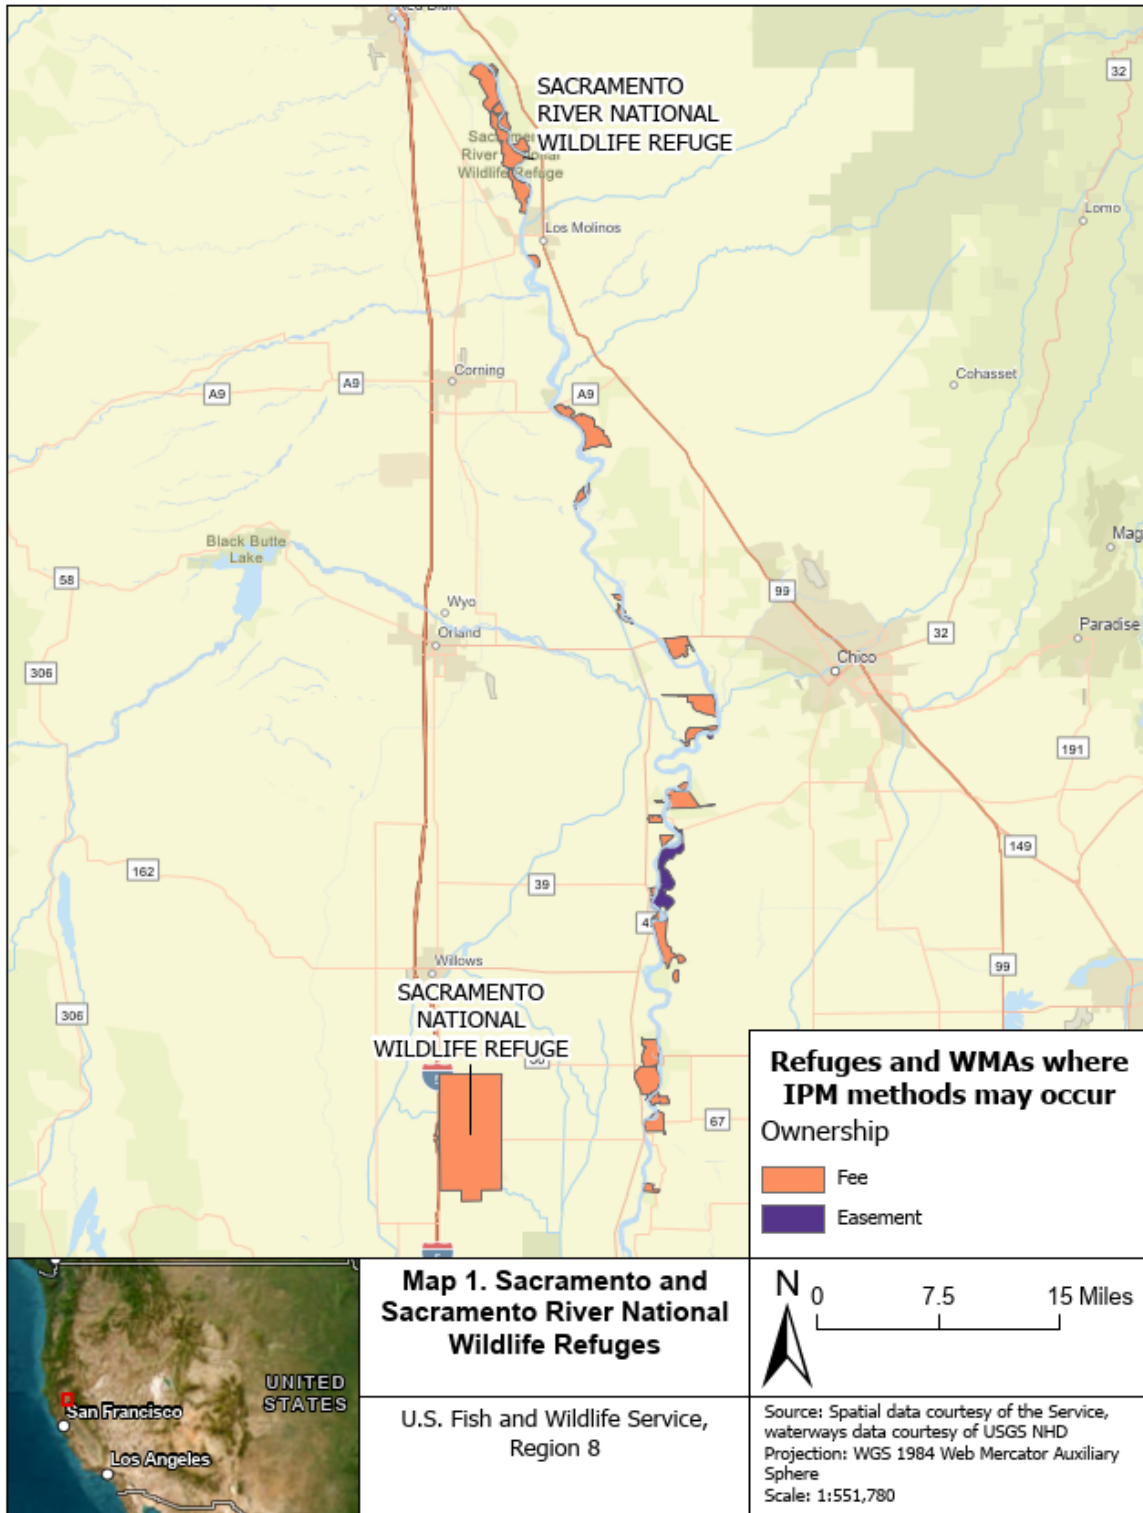 SACRAMENTO
RIVER NATIONAL
WILDLIFE REFUGE
32
Lomo
Los Molinos
Corning
A9
A9
A9
Cohasset
Black Butte
Lake
58
Wyo
Orland
99
32
Paradise
Chico
306
191
162
39
149
Willows
99
306
SACRAMENTO
NATIONAL
WILDLIFE REFUGE
67
Refuges and WMAs where
IPM methods may occur
Ownership
Fee
Easement
Map 1. Sacramento and
Sacramento River National
Wildlife Refuges
U.S. Fish and Wildlife Service,
Region 8
N
0 7.5 15 Miles
Source: Spatial data courtesy of the Service,
waterways data courtesy of USGS NHD
Projection: WGS 1984 Web Mercator Auxiliary
Sphere
Scale: 1:551,780
UNITED
STATES
San Francisco
Los Angeles